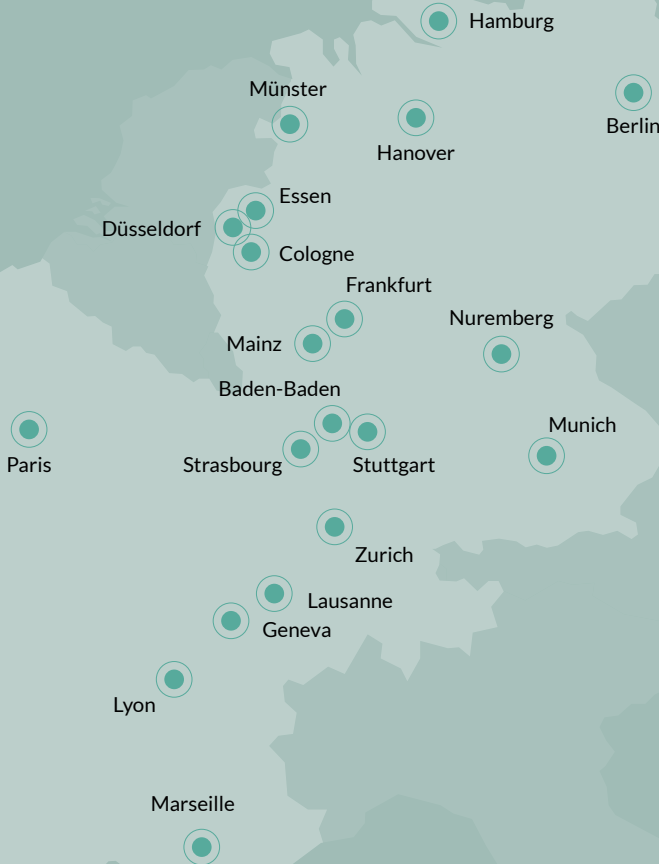 Hamburg
Münster
Berlin
Hanover
Essen
Düsseldorf
Cologne
Frankfurt
Nuremberg
Mainz
Baden-Baden
Munich
Paris
Strasbourg
Stuttgart
Zurich
Lausanne
Geneva
Lyon
Marseille